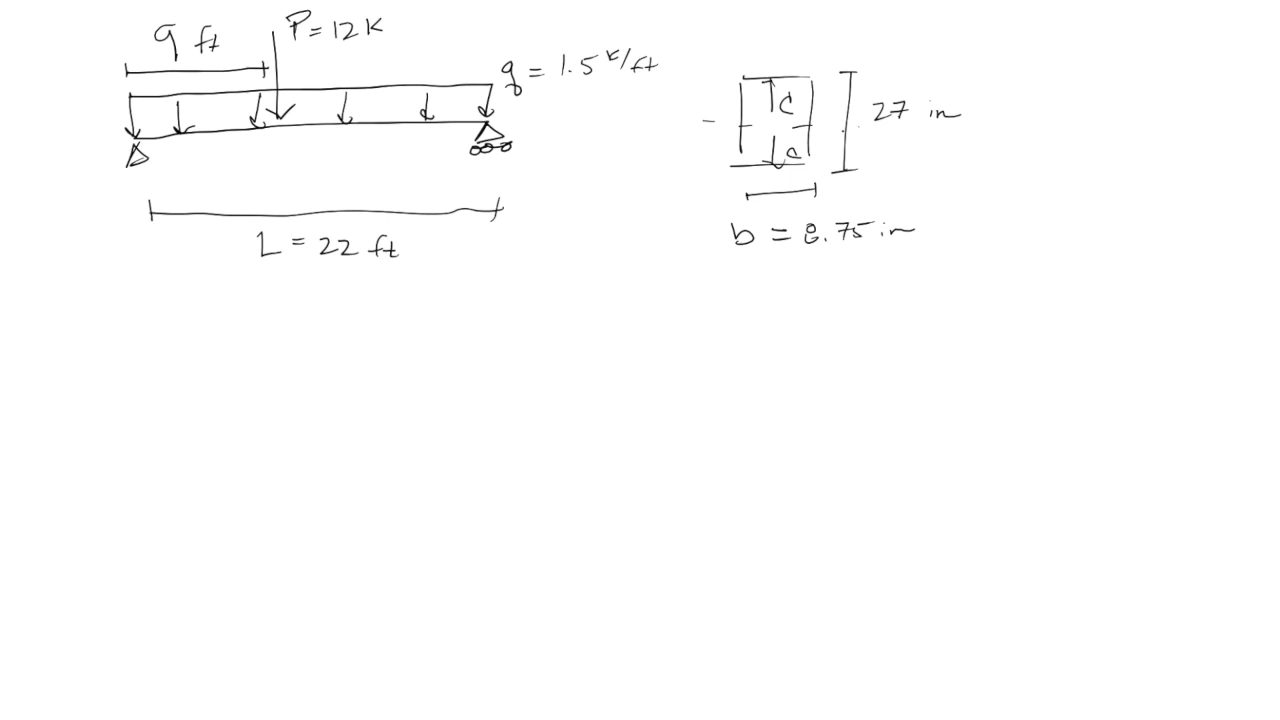 9 ft
P = 12 k
q = 1.5 k/ft
L = 22 ft
c
c
27 in
b = 8.75 in